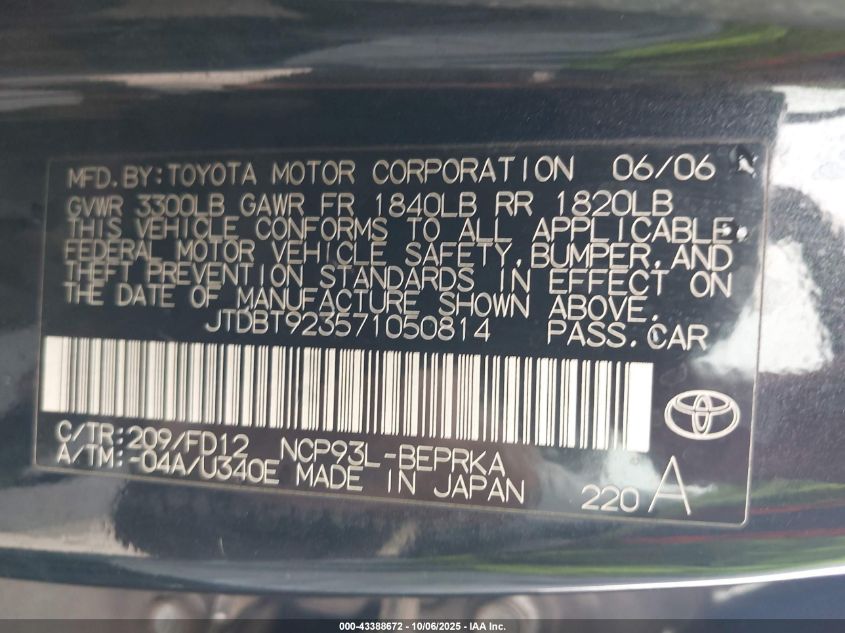 MFD.BY:TOYOTA MOTOR CORPORATION 06/06
GVWR 3300LB GAWR FR 1840LB RR 1820LB
THIS VEHICLE CONFORMS TO ALL APPLICABLE
FEDERAL MOTOR VEHICLE SAFETY,BUMPER,AND
THEFT PREVENTION STANDARDS IN EFFECT ON
THE DATE OF MANUFACTURE SHOWN ABOVE.
JTDBT923571050814 PASS.CAR
C/TR:209/FD12 NCP93L-BEPRKA
A/TM:-04A/U340E MADE IN JAPAN
220 A
000-43388672 | 10/06/2025 - IAA Inc.